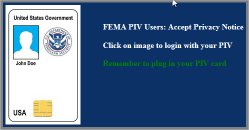 United States Government
John Doe
USA
FEMA PIV Users: Accept Privacy Notice
Click on image to login with your PIV
Remember to plug in your PIV card